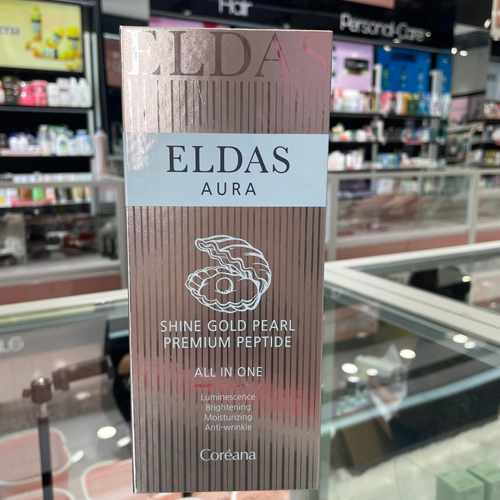 Hair
Personal Care
ELDAS
ELDAS
AURA
SHINE GOLD PEARL
PREMIUM PEPTIDE
ALL IN ONE
Luminescence
Brightening
Moisturizing
Anti-wrinkle
Coréana